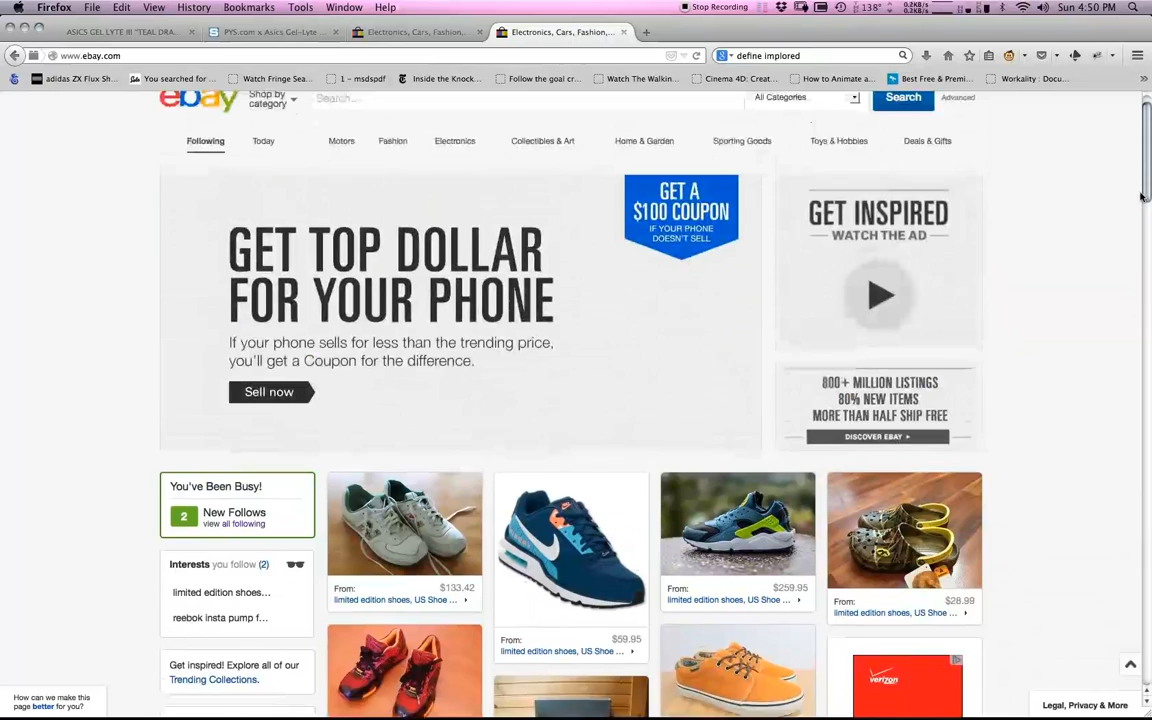 Firefox File Edit View History Bookmarks Tools Window Help Stop Recording 138° 0.2KB/s 0.2KB/s Sun 4:50 PM
ASICS GEL LYTE III "TEAL DRA... PYS.com x Asics Gel-Lyte ... Electronics, Cars, Fashion,... Electronics, Cars, Fashion,...
www.ebay.com define implored
adidas ZX Flux Sh... You searched for ... Watch Fringe Sea... 1 - msdspdf Inside the Knock... Follow the goal cr... Watch The Walkin... Cinema 4D: Creat... How to Animate a... Best Free & Premi... Workality: Docu...
ebay Shop by category Search... All Categories Search Advanced
Following Today Motors Fashion Electronics Collectibles & Art Home & Garden Sporting Goods Toys & Hobbies Deals & Gifts
GET A
$100 COUPON
IF YOUR PHONE
DOESN'T SELL
GET TOP DOLLAR
FOR YOUR PHONE
If your phone sells for less than the trending price,
you'll get a Coupon for the difference.
Sell now
GET INSPIRED
WATCH THE AD
800+ MILLION LISTINGS
80% NEW ITEMS
MORE THAN HALF SHIP FREE
DISCOVER EBAY
You've Been Busy!
2 New Follows
view all following
Interests you follow (2)
limited edition shoes...
reebok insta pump f...
Get inspired! Explore all of our
Trending Collections.
From: $133.42
limited edition shoes, US Shoe ...
From: $59.95
limited edition shoes, US Shoe ...
From: $259.95
limited edition shoes, US Shoe ...
From: $28.99
limited edition shoes, US Shoe ...
verizon
How can we make this
page better for you?
Legal, Privacy & More